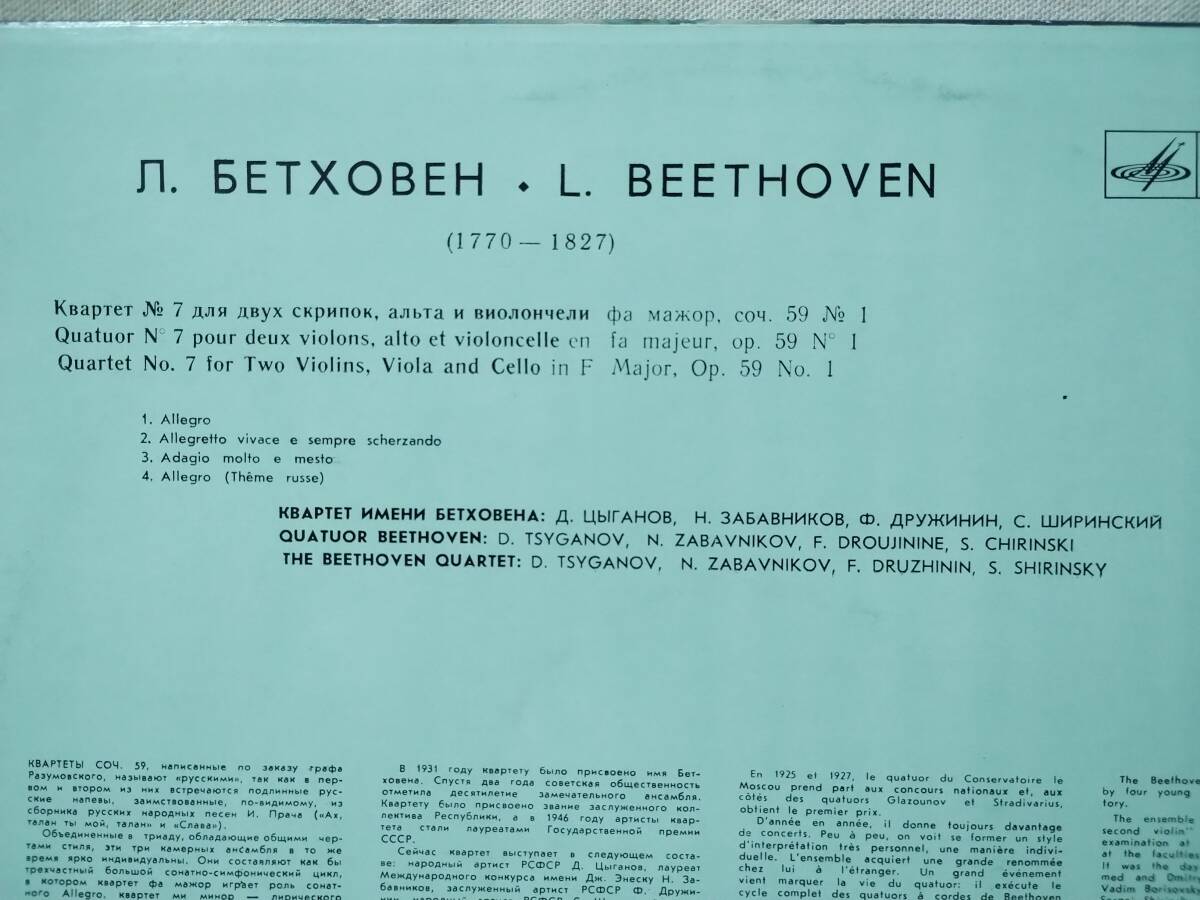 Л. БЕТХОВЕН • L. BEETHOVEN
(1770 — 1827)
Квартет № 7 для двух скрипок, альта и виолончели фа мажор, соч. 59 № 1
Quatuor N° 7 pour deux violons, alto et violoncelle en fa majeur, op. 59 N° 1
Quartet No. 7 for Two Violins, Viola and Cello in F Major, Op. 59 No. 1
1. Allegro
2. Allegretto vivace e sempre scherzando
3. Adagio molto e mesto
4. Allegro (Thême russe)
КВАРТЕТ ИМЕНИ БЕТХОВЕНА: Д. ЦЫГАНОВ, Н. ЗАБАВНИКОВ, Ф. ДРУЖИНИН, С. ШИРИНСКИЙ
QUATUOR BEETHOVEN: D. TSYGANOV, N. ZABAVNIKOV, F. DROUJININE, S. CHIRINSKI
THE BEETHOVEN QUARTET: D. TSYGANOV, N. ZABAVNIKOV, F. DRUZHININ, S. SHIRINSKY
КВАРТЕТЫ СОЧ. 59, написанные по заказу графа
Разумовского, называют «русскими», так как в пер-
вом и втором из них встречаются подлинные рус-
ские напевы, заимствованные, по-видимому, из
сборника русских народных песен И. Прача («Ах,
талан ты мой, талан» и «Слава»).
Объединенные в триаду, обладающие общими чер-
тами стиля, эти три камерных ансамбля в то же
время ярко индивидуальны. Они составляют как бы
трехчастный большой сонатно-симфонический цикл,
в котором квартет фа мажор играет роль сонат-
ного Allegro, квартет ми минор — лирического
В 1931 году квартету было присвоено имя Бет-
ховена. Спустя два года советская общественность
отметила десятилетие замечательного ансамбля.
Квартету было присвоено звание заслуженного кол-
лектива Республики, а в 1946 году артисты квар-
тета стали лауреатами Государственной премии
СССР.
Сейчас квартет выступает в следующем соста-
ве: народный артист РСФСР Д. Цыганов, лауреат
Международного конкурса имени Дж. Энеску Н. За-
бавников, заслуженный артист РСФСР Ф. Дружи-
En 1925 et 1927, le quatuor du Conservatoire le
Moscou prend part aux concours nationaux et, aux
côtés des quatuors Glazounov et Stradivarius,
obtient le premier prix.
D'année en année, il donne toujours davantage
de concerts. Peu à peu, on voit se former un style
d'interprétation très personnel, une manière indivi-
duelle. L'ensemble acquiert une grande renommée
chez lui à l'étranger. Un grand événement
vient marquer la vie du quatuor: il exécute le
cycle complet des quatuors à cordes de Beethoven
The Beethove
by four young
tory.
The ensemble
second violin"
examination at
at the faculties
It was the day
med and Dmitry
Vadim Borisovsky